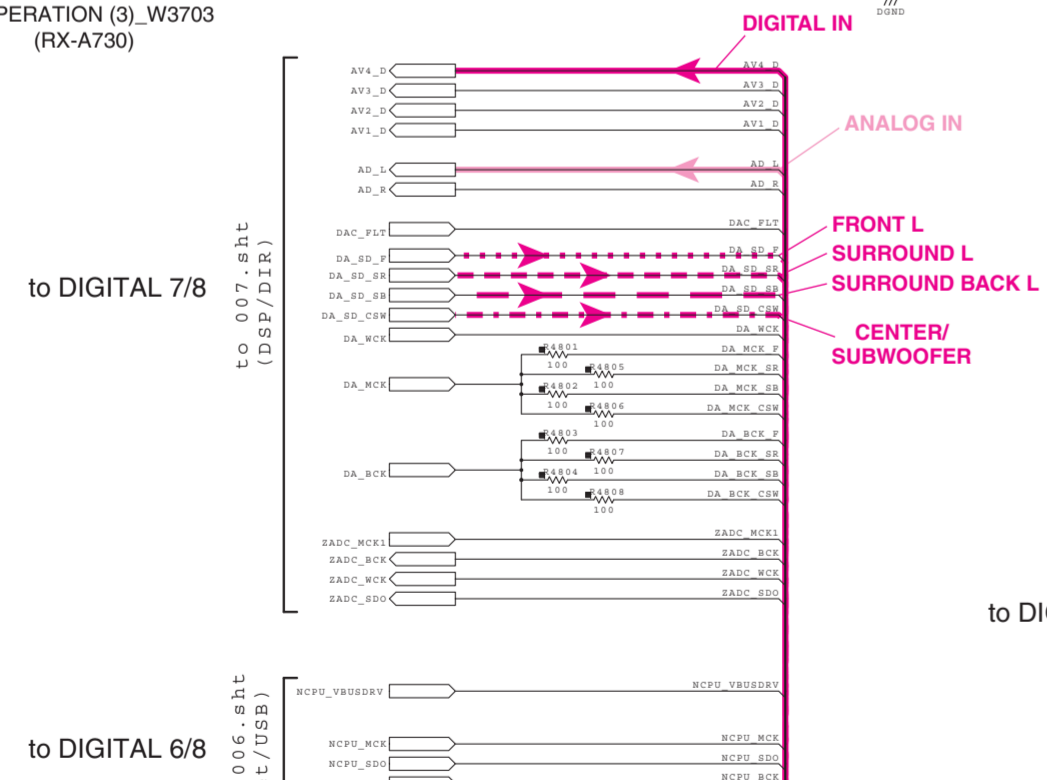 PERATION (3)_W3703
(RX-A730)
DGND
DIGITAL IN
AV4_D AV4_D
AV3_D AV3_D
AV2_D AV2_D
AV1_D AV1_D
ANALOG IN
AD_L AD_L
AD_R AD_R
to 007.sht
(DSP/DIR)
to DIGITAL 7/8
DAC_FLT DAC_FLT
FRONT L
DA_SD_F DA_SD_F
SURROUND L
DA_SD_SR DA_SD_SR
SURROUND BACK L
DA_SD_SB DA_SD_SB
DA_SD_CSW DA_SD_CSW
CENTER/
SUBWOOFER
DA_WCK DA_WCK
R4801 DA_MCK_F
100
R4805 DA_MCK_SR
100
DA_MCK
R4802 DA_MCK_SB
100
R4806 DA_MCK_CSW
100
R4803 DA_BCK_F
100
R4807 DA_BCK_SR
100
DA_BCK
R4804 DA_BCK_SB
100
R4808 DA_BCK_CSW
100
ZADC_MCK1 ZADC_MCK1
ZADC_BCK ZADC_BCK
ZADC_WCK ZADC_WCK
ZADC_SDO ZADC_SDO
to DI
006.sht
t/USB)
NCPU_VBUSDRV NCPU_VBUSDRV
to DIGITAL 6/8
NCPU_MCK NCPU_MCK
NCPU_SDO NCPU_SDO
NCPU_BCK